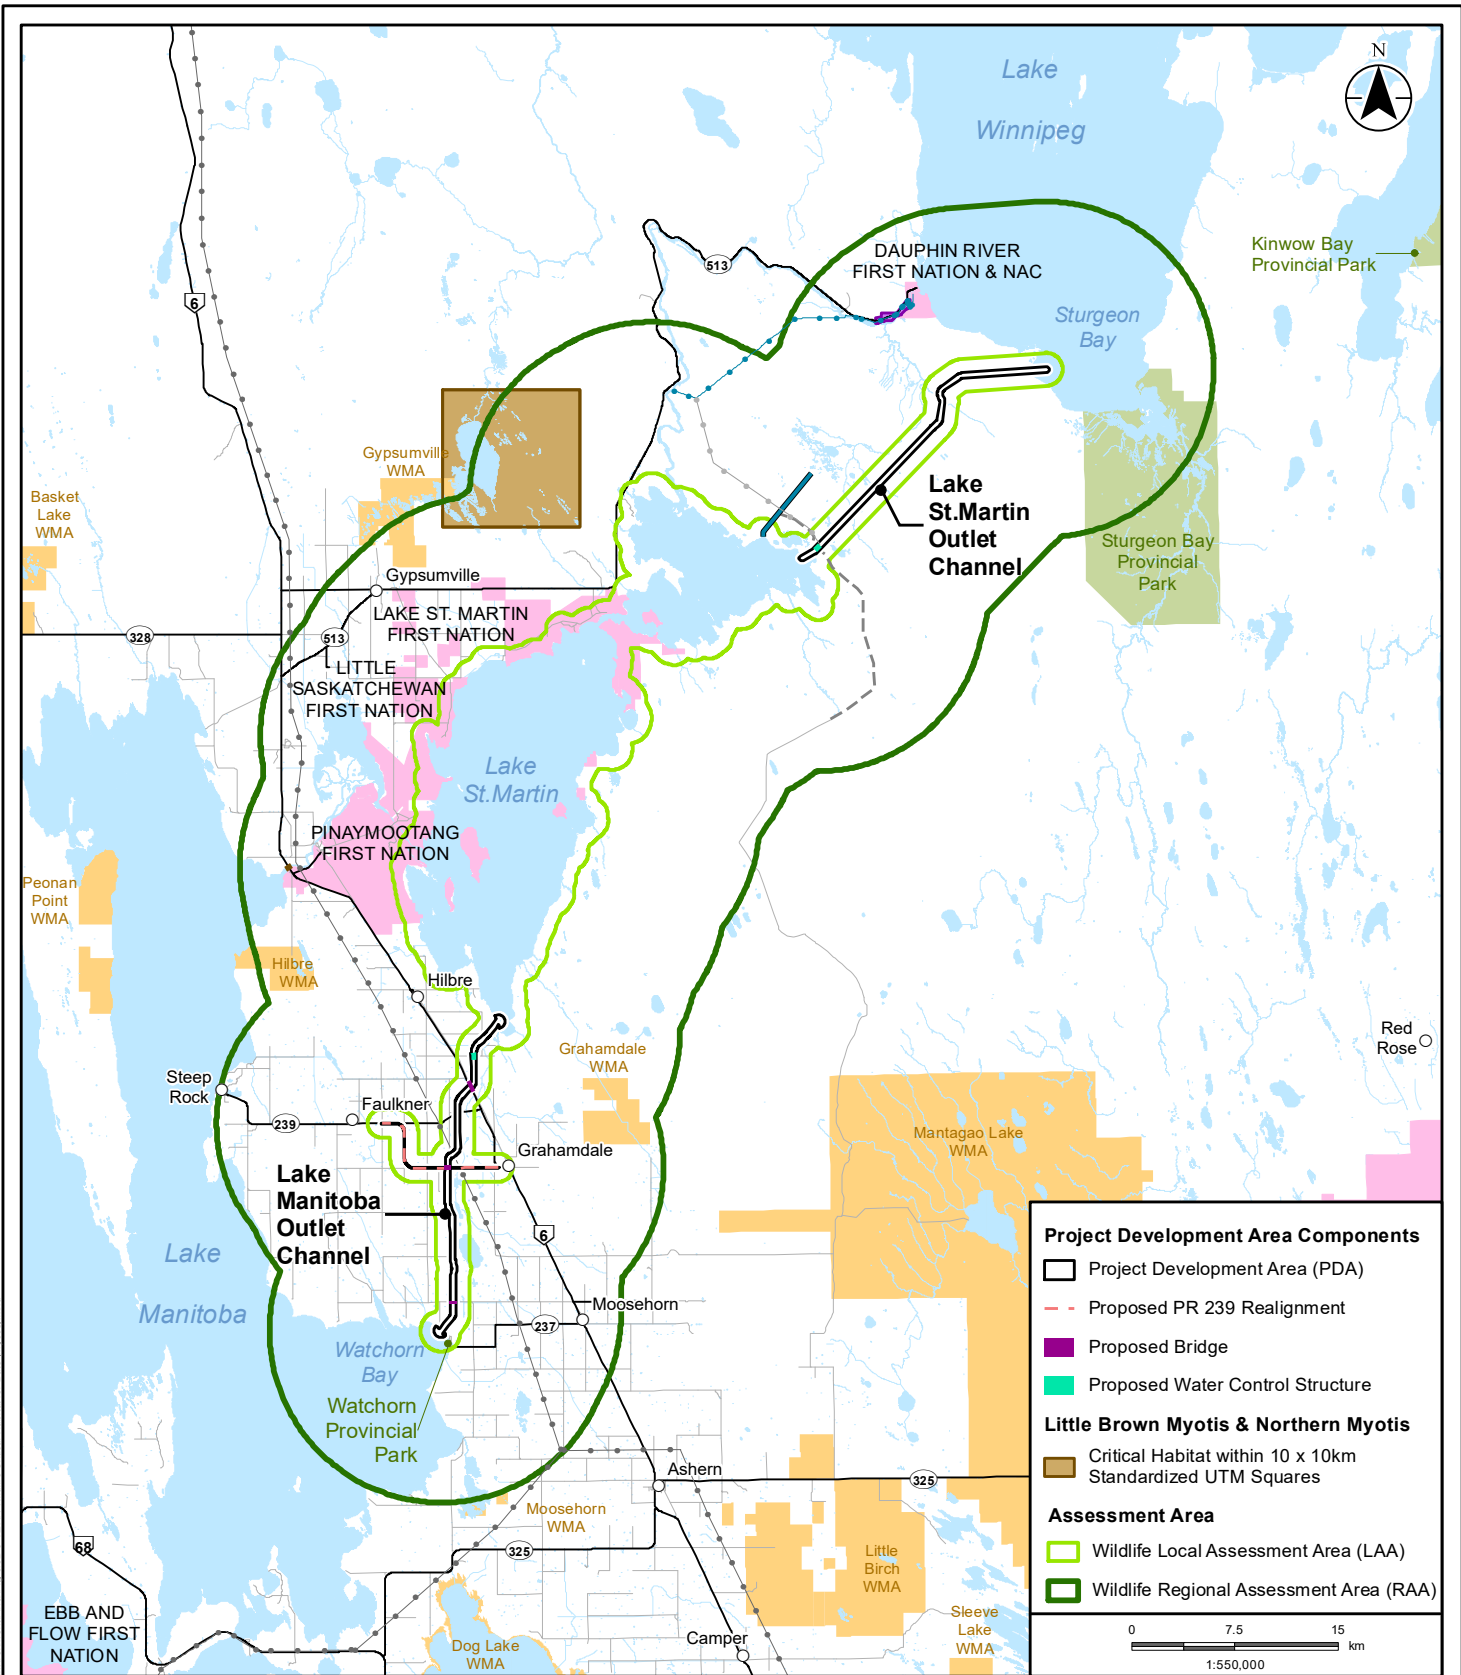 N
Lake
Winnipeg
Kinwow Bay
Provincial Park
DAUPHIN RIVER
FIRST NATION & NAC
513
6
Sturgeon
Bay
Gypsumville
WMA
Basket
Lake
WMA
Lake
St.Martin
Outlet
Channel
Sturgeon Bay
Provincial
Park
Gypsumville
LAKE ST. MARTIN
FIRST NATION
328
513
LITTLE
SASKATCHEWAN
FIRST NATION
Lake
St.Martin
PINAYMOOTANG
FIRST NATION
Peonan
Point
WMA
Hilbre
WMA
Hilbre
Red
Rose
Grahamdale
WMA
Steep
Rock
Faulkner
239
Mantagao Lake
WMA
Grahamdale
Lake
Manitoba
Outlet
Channel
6
Lake
Manitoba
Moosehorn
237
Watchorn
Bay
Watchorn
Provincial
Park
Ashern
325
Moosehorn
WMA
325
68
Little
Birch
WMA
EBB AND
FLOW FIRST
NATION
Dog Lake
WMA
Camper
Sleeve
Lake
WMA
Project Development Area Components
Project Development Area (PDA)
Proposed PR 239 Realignment
Proposed Bridge
Proposed Water Control Structure
Little Brown Myotis & Northern Myotis
Critical Habitat within 10 x 10km
Standardized UTM Squares
Assessment Area
Wildlife Local Assessment Area (LAA)
Wildlife Regional Assessment Area (RAA)
0 7.5 15
km
1:550,000